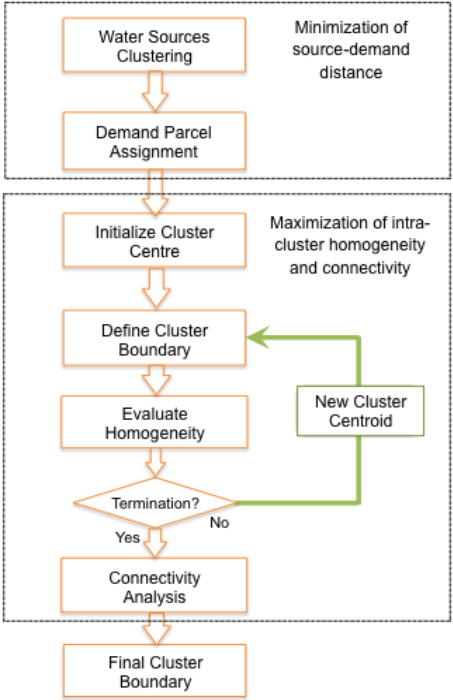 Water Sources
Clustering
Minimization of
source-demand
distance
Demand Parcel
Assignment
Initialize Cluster
Centre
Maximization of intra-
cluster homogeneity
and connectivity
Define Cluster
Boundary
New Cluster
Centroid
Evaluate
Homogeneity
Termination?
No
Yes
Connectivity
Analysis
Final Cluster
Boundary